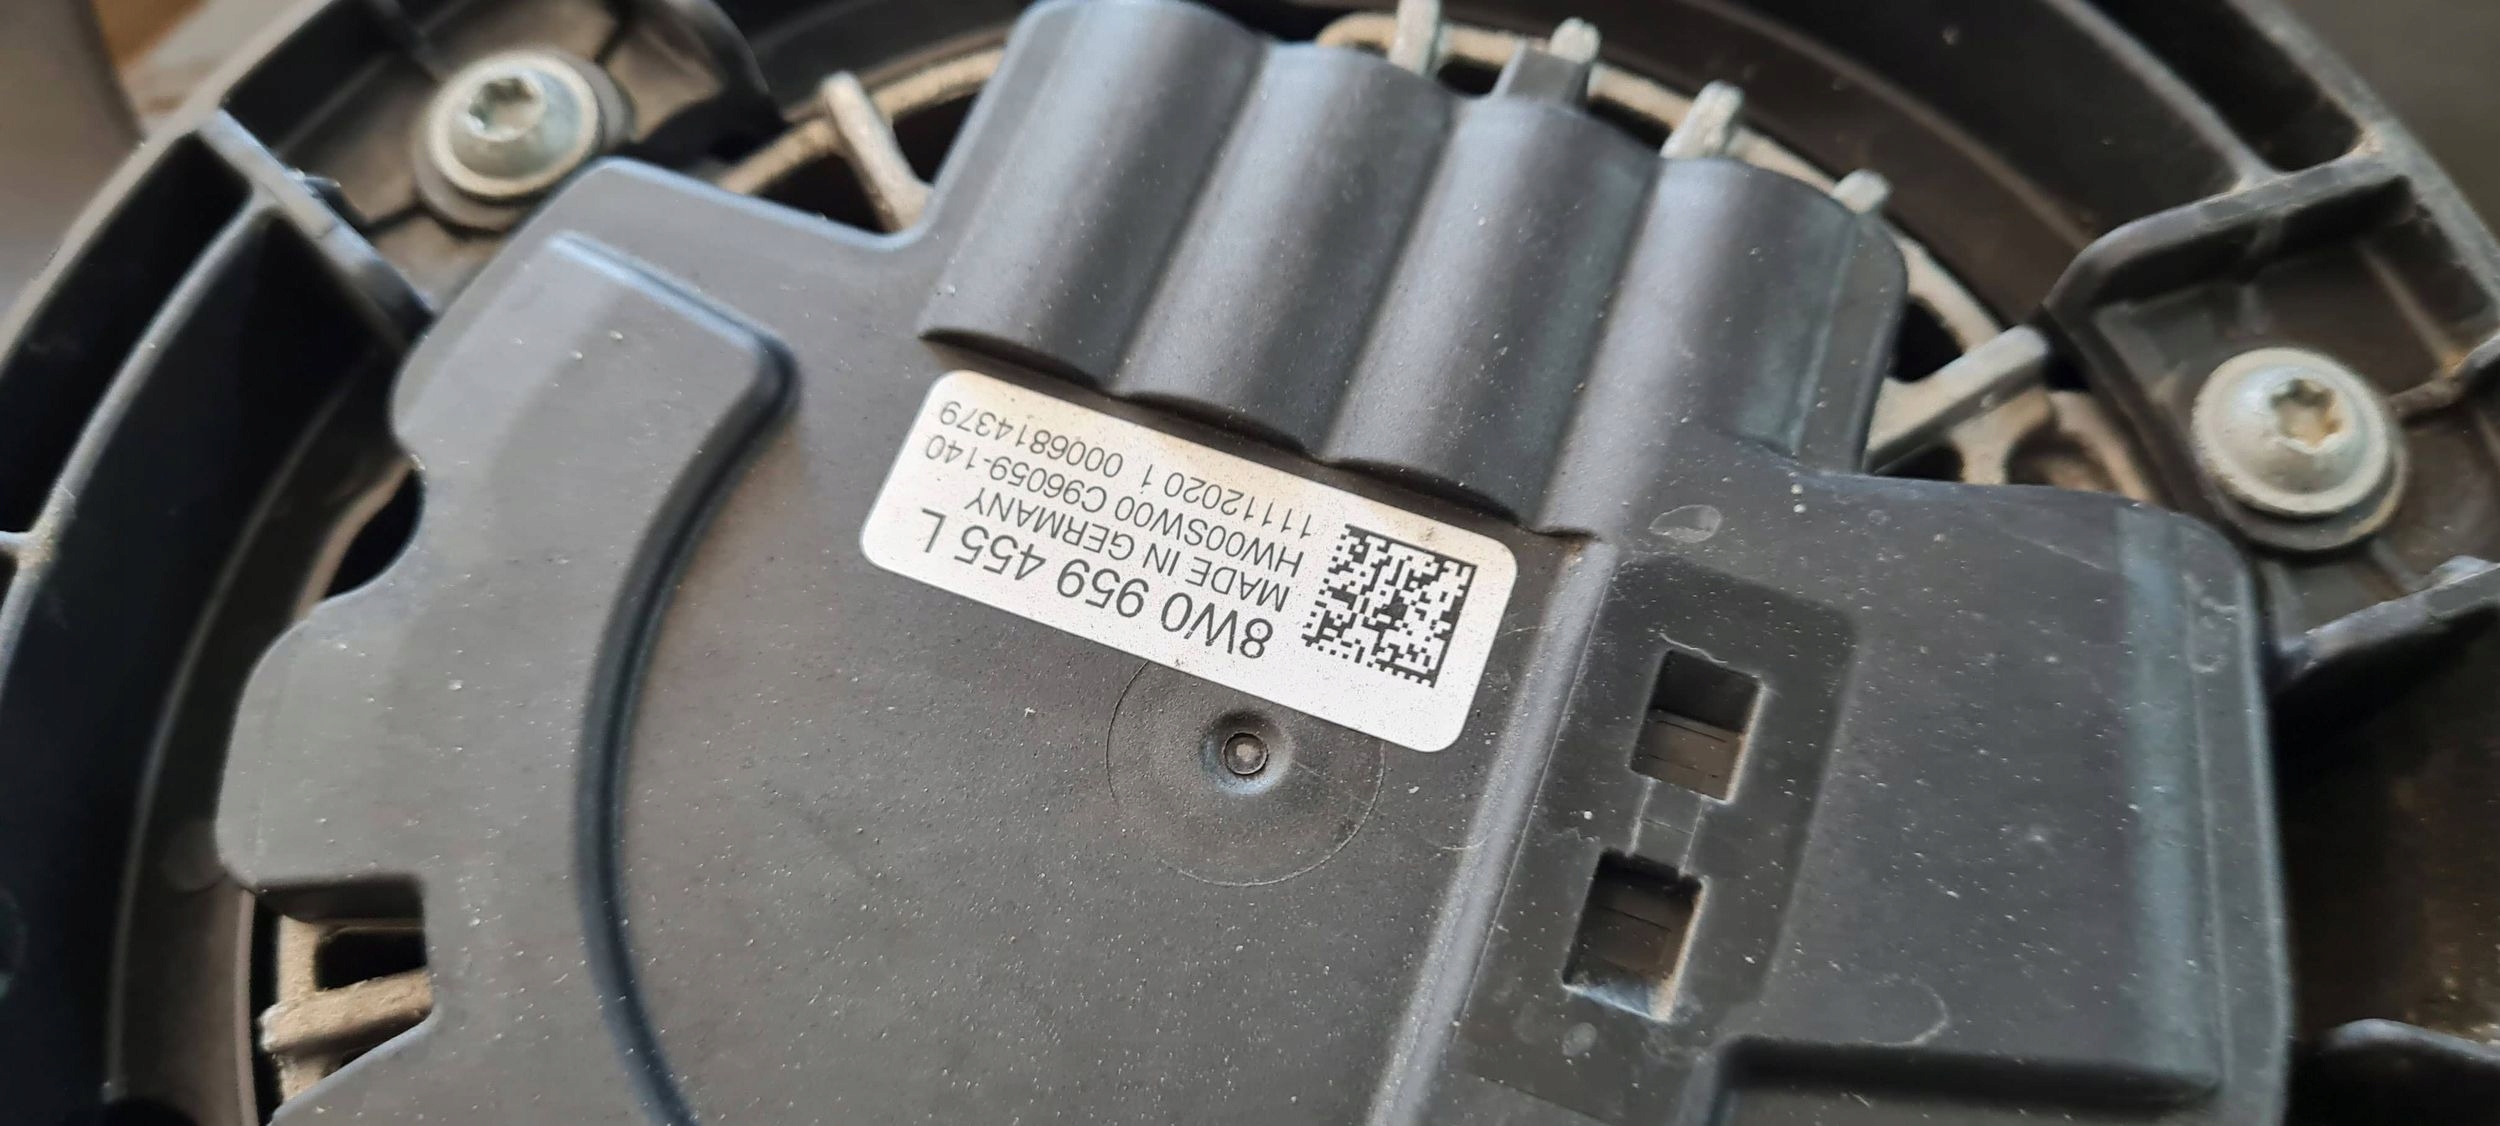 8W0 959 455 L
MADE IN GERMANY
HW00SW00 C96059-140
11112020 1 0006814379